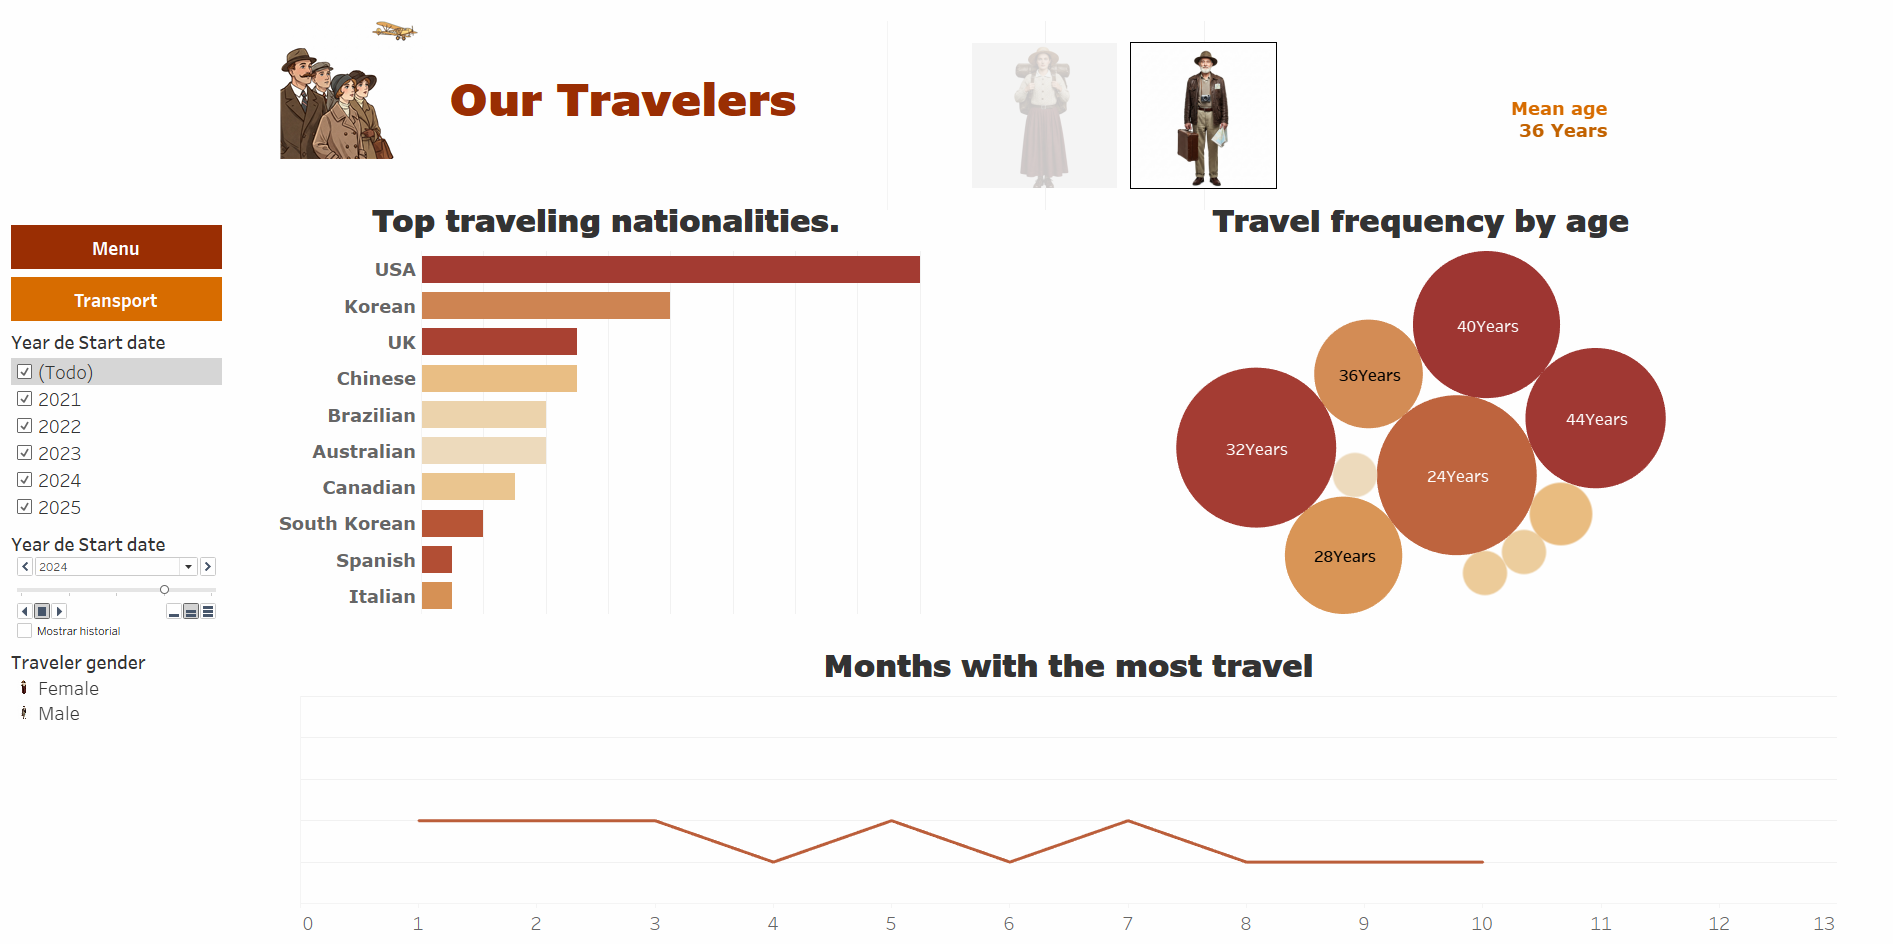 Our Travelers
Mean age
36 Years
Menu
Transport
Year de Start date
(Todo)
2021
2022
2023
2024
2025
Year de Start date
2024
Mostrar historial
Traveler gender
Female
Male
Top traveling nationalities.
USA
Korean
UK
Chinese
Brazilian
Australian
Canadian
South Korean
Spanish
Italian
Travel frequency by age
40Years
36Years
44Years
32Years
24Years
28Years
Months with the most travel
0 1 2 3 4 5 6 7 8 9 10 11 12 13